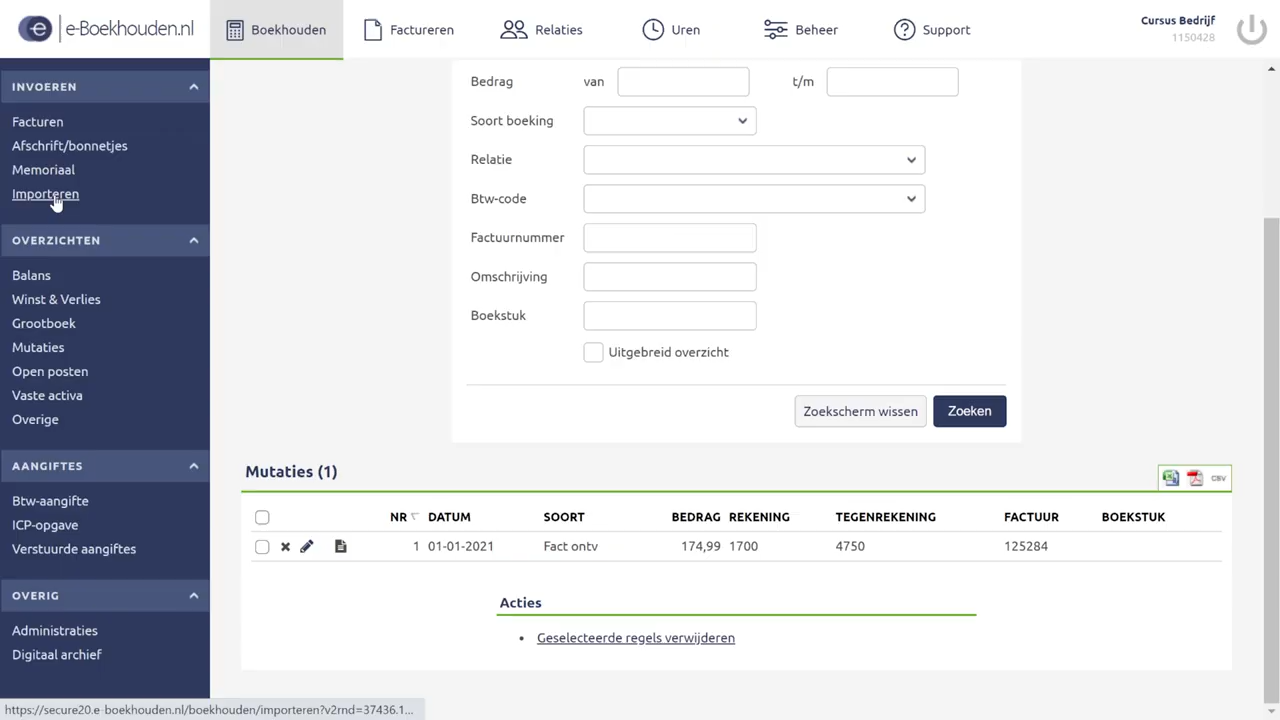 e-Boekhouden.nl
Boekhouden
Factureren
Relaties
Uren
Beheer
Support
Cursus Bedrijf
1150428
INVOEREN
Facturen
Afschrift/bonnetjes
Memoriaal
Importeren
OVERZICHTEN
Balans
Winst & Verlies
Grootboek
Mutaties
Open posten
Vaste activa
Overige
AANGIFTES
Btw-aangifte
ICP-opgave
Verstuurde aangiftes
OVERIG
Administraties
Digitaal archief
https://secure20.e-boekhouden.nl/boekhouden/importeren?v2rnd=37436.1...
Bedrag van t/m
Soort boeking
Relatie
Btw-code
Factuurnummer
Omschrijving
Boekstuk
Uitgebreid overzicht
Zoekscherm wissen Zoeken
Mutaties (1)
CSV
NR DATUM SOORT BEDRAG REKENING TEGENREKENING FACTUUR BOEKSTUK
1 01-01-2021 Fact ontv 174,99 1700 4750 125284
Acties
• Geselecteerde regels verwijderen